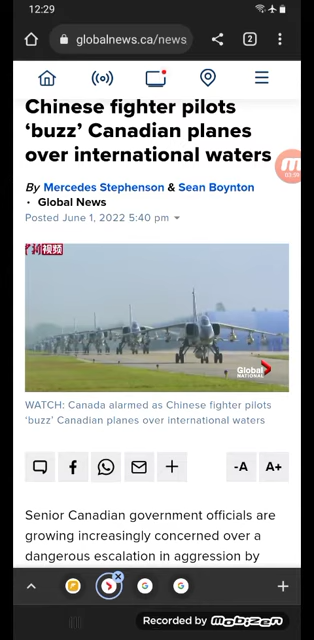 12:29
globalnews.ca/news
2
Chinese fighter pilots
‘buzz’ Canadian planes
over international waters
By Mercedes Stephenson & Sean Boynton
• Global News
Posted June 1, 2022 5:40 pm
视频
Global
NATIONAL
WATCH: Canada alarmed as Chinese fighter pilots
‘buzz’ Canadian planes over international waters
-A
A+
Senior Canadian government officials are
growing increasingly concerned over a
dangerous escalation in aggression by
Recorded by mobizen